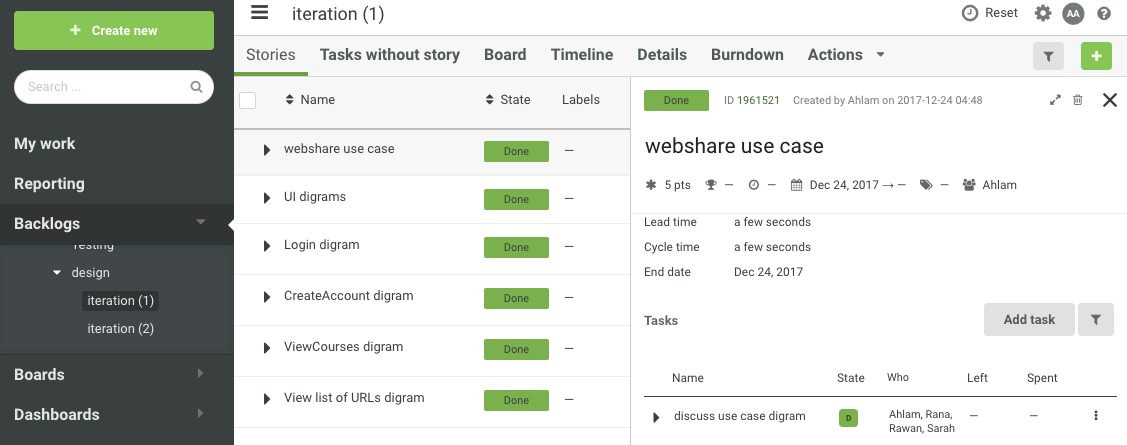 Create new
Search ...
My work
Reporting
Backlogs
Testing
design
iteration (1)
iteration (2)
Boards
Dashboards
iteration (1)
Reset
AA
?
Stories Tasks without story Board Timeline Details Burndown Actions
Name State Labels
webshare use case Done –
UI digrams Done –
Login digram Done –
CreateAccount digram Done –
ViewCourses digram Done –
View list of URLs digram Done –
Done ID 1961521 Created by Ahlam on 2017-12-24 04:48
webshare use case
5 pts – – Dec 24, 2017 → – – Ahlam
Lead time a few seconds
Cycle time a few seconds
End date Dec 24, 2017
Tasks Add task
Name State Who Left Spent
discuss use case digram D Ahlam, Rana, – –
Rawan, Sarah